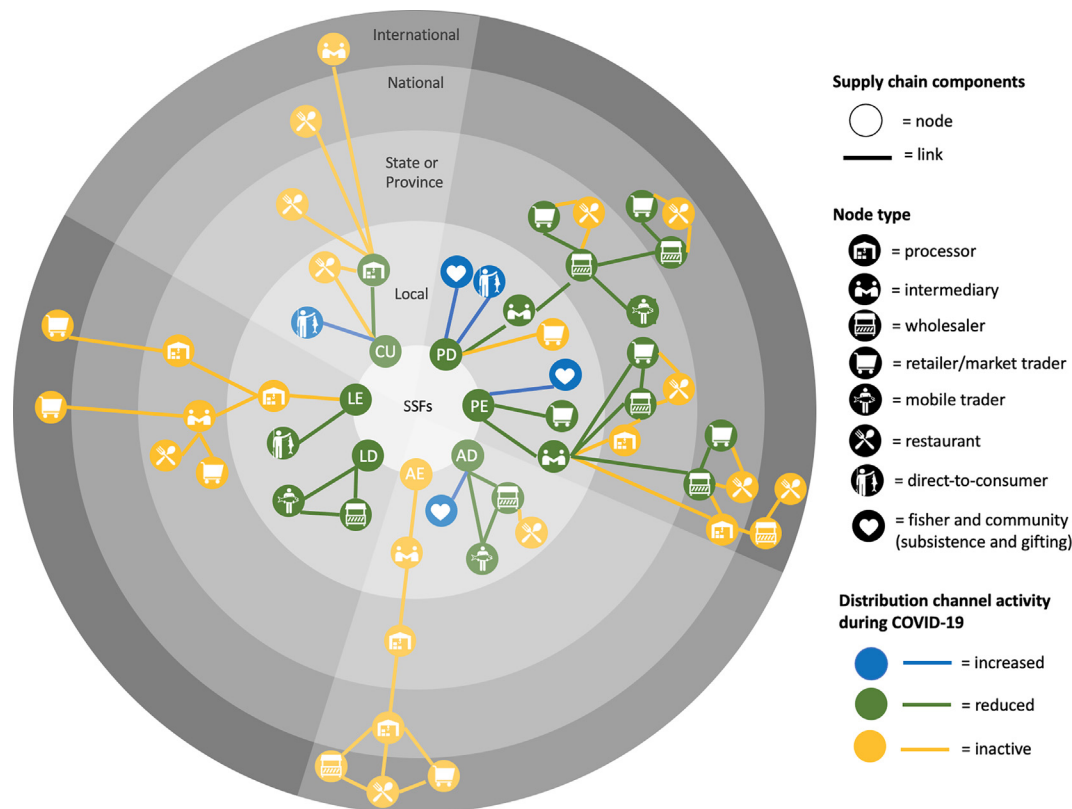 International
National
State or
Province
Local
CU
PD
LE
SSFs
PE
LD
AE
AD
Supply chain components
= node
= link
Node type
= processor
= intermediary
= wholesaler
= retailer/market trader
= mobile trader
= restaurant
= direct-to-consumer
= fisher and community
(subsistence and gifting)
Distribution channel activity
during COVID-19
= increased
= reduced
= inactive